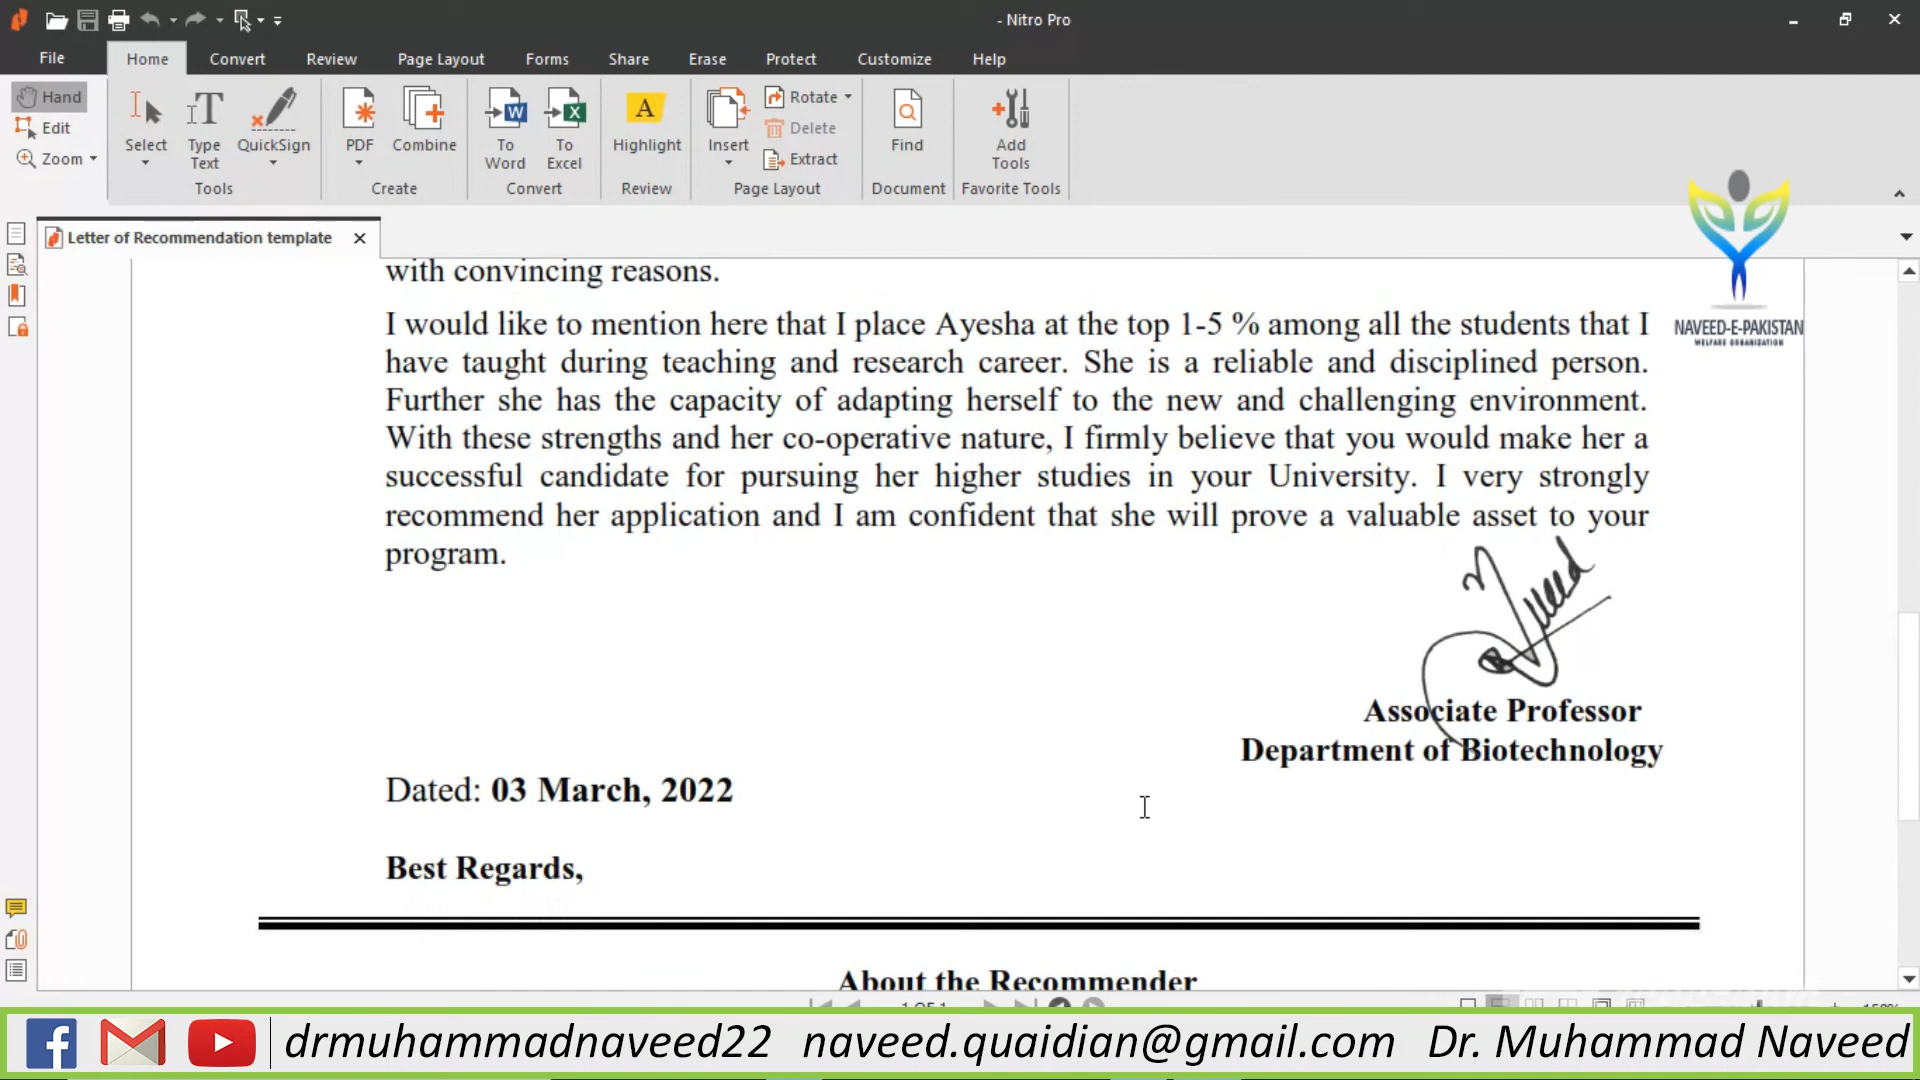 - Nitro Pro
File Home Convert Review Page Layout Forms Share Erase Protect Customize Help
Hand
Edit
Zoom
Select
Type Text
QuickSign
Tools
PDF
Combine
Create
To Word
To Excel
Convert
A
Highlight
Review
Insert
Rotate
Delete
Extract
Page Layout
Find
Document
Add Tools
Favorite Tools
NAVEED-E-PAKISTAN
WELFARE ORGANIZATION
Letter of Recommendation template
with convincing reasons.
I would like to mention here that I place Ayesha at the top 1-5 % among all the students that I
have taught during teaching and research career. She is a reliable and disciplined person.
Further she has the capacity of adapting herself to the new and challenging environment.
With these strengths and her co-operative nature, I firmly believe that you would make her a
successful candidate for pursuing her higher studies in your University. I very strongly
recommend her application and I am confident that she will prove a valuable asset to your
program.
Associate Professor
Department of Biotechnology
Dated: 03 March, 2022
Best Regards,
About the Recommender
drmuhammadnaveed22 naveed.quaidian@gmail.com Dr. Muhammad Naveed